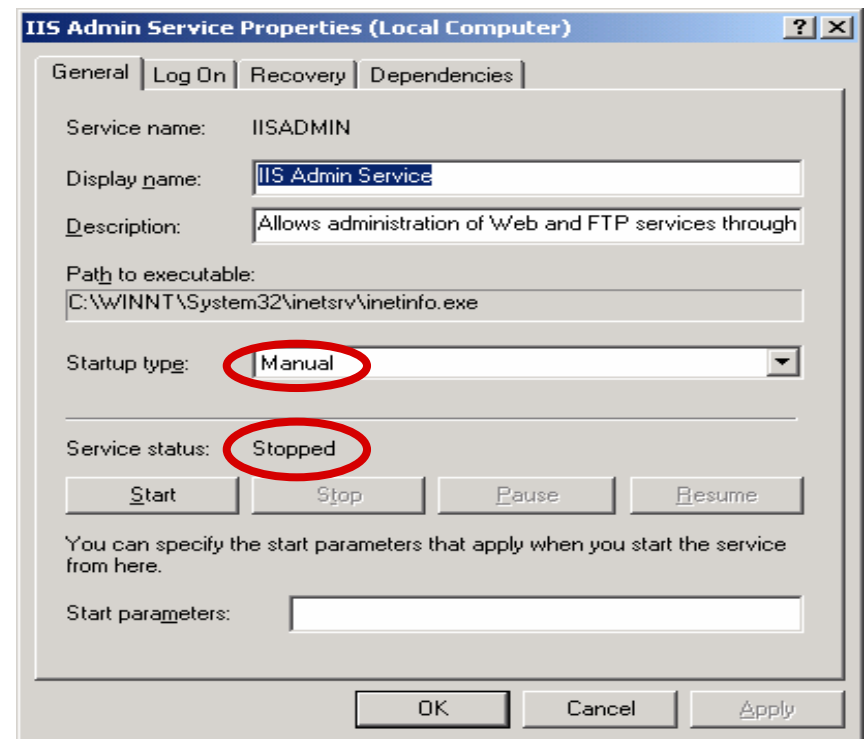 IIS Admin Service Properties (Local Computer)
General Log On Recovery Dependencies
Service name: IISADMIN
Display name: IIS Admin Service
Description: Allows administration of Web and FTP services through
Path to executable:
C:\WINNT\System32\inetsrv\inetinfo.exe
Startup type: Manual
Service status: Stopped
Start Stop Pause Resume
You can specify the start parameters that apply when you start the service
from here.
Start parameters:
OK Cancel Apply